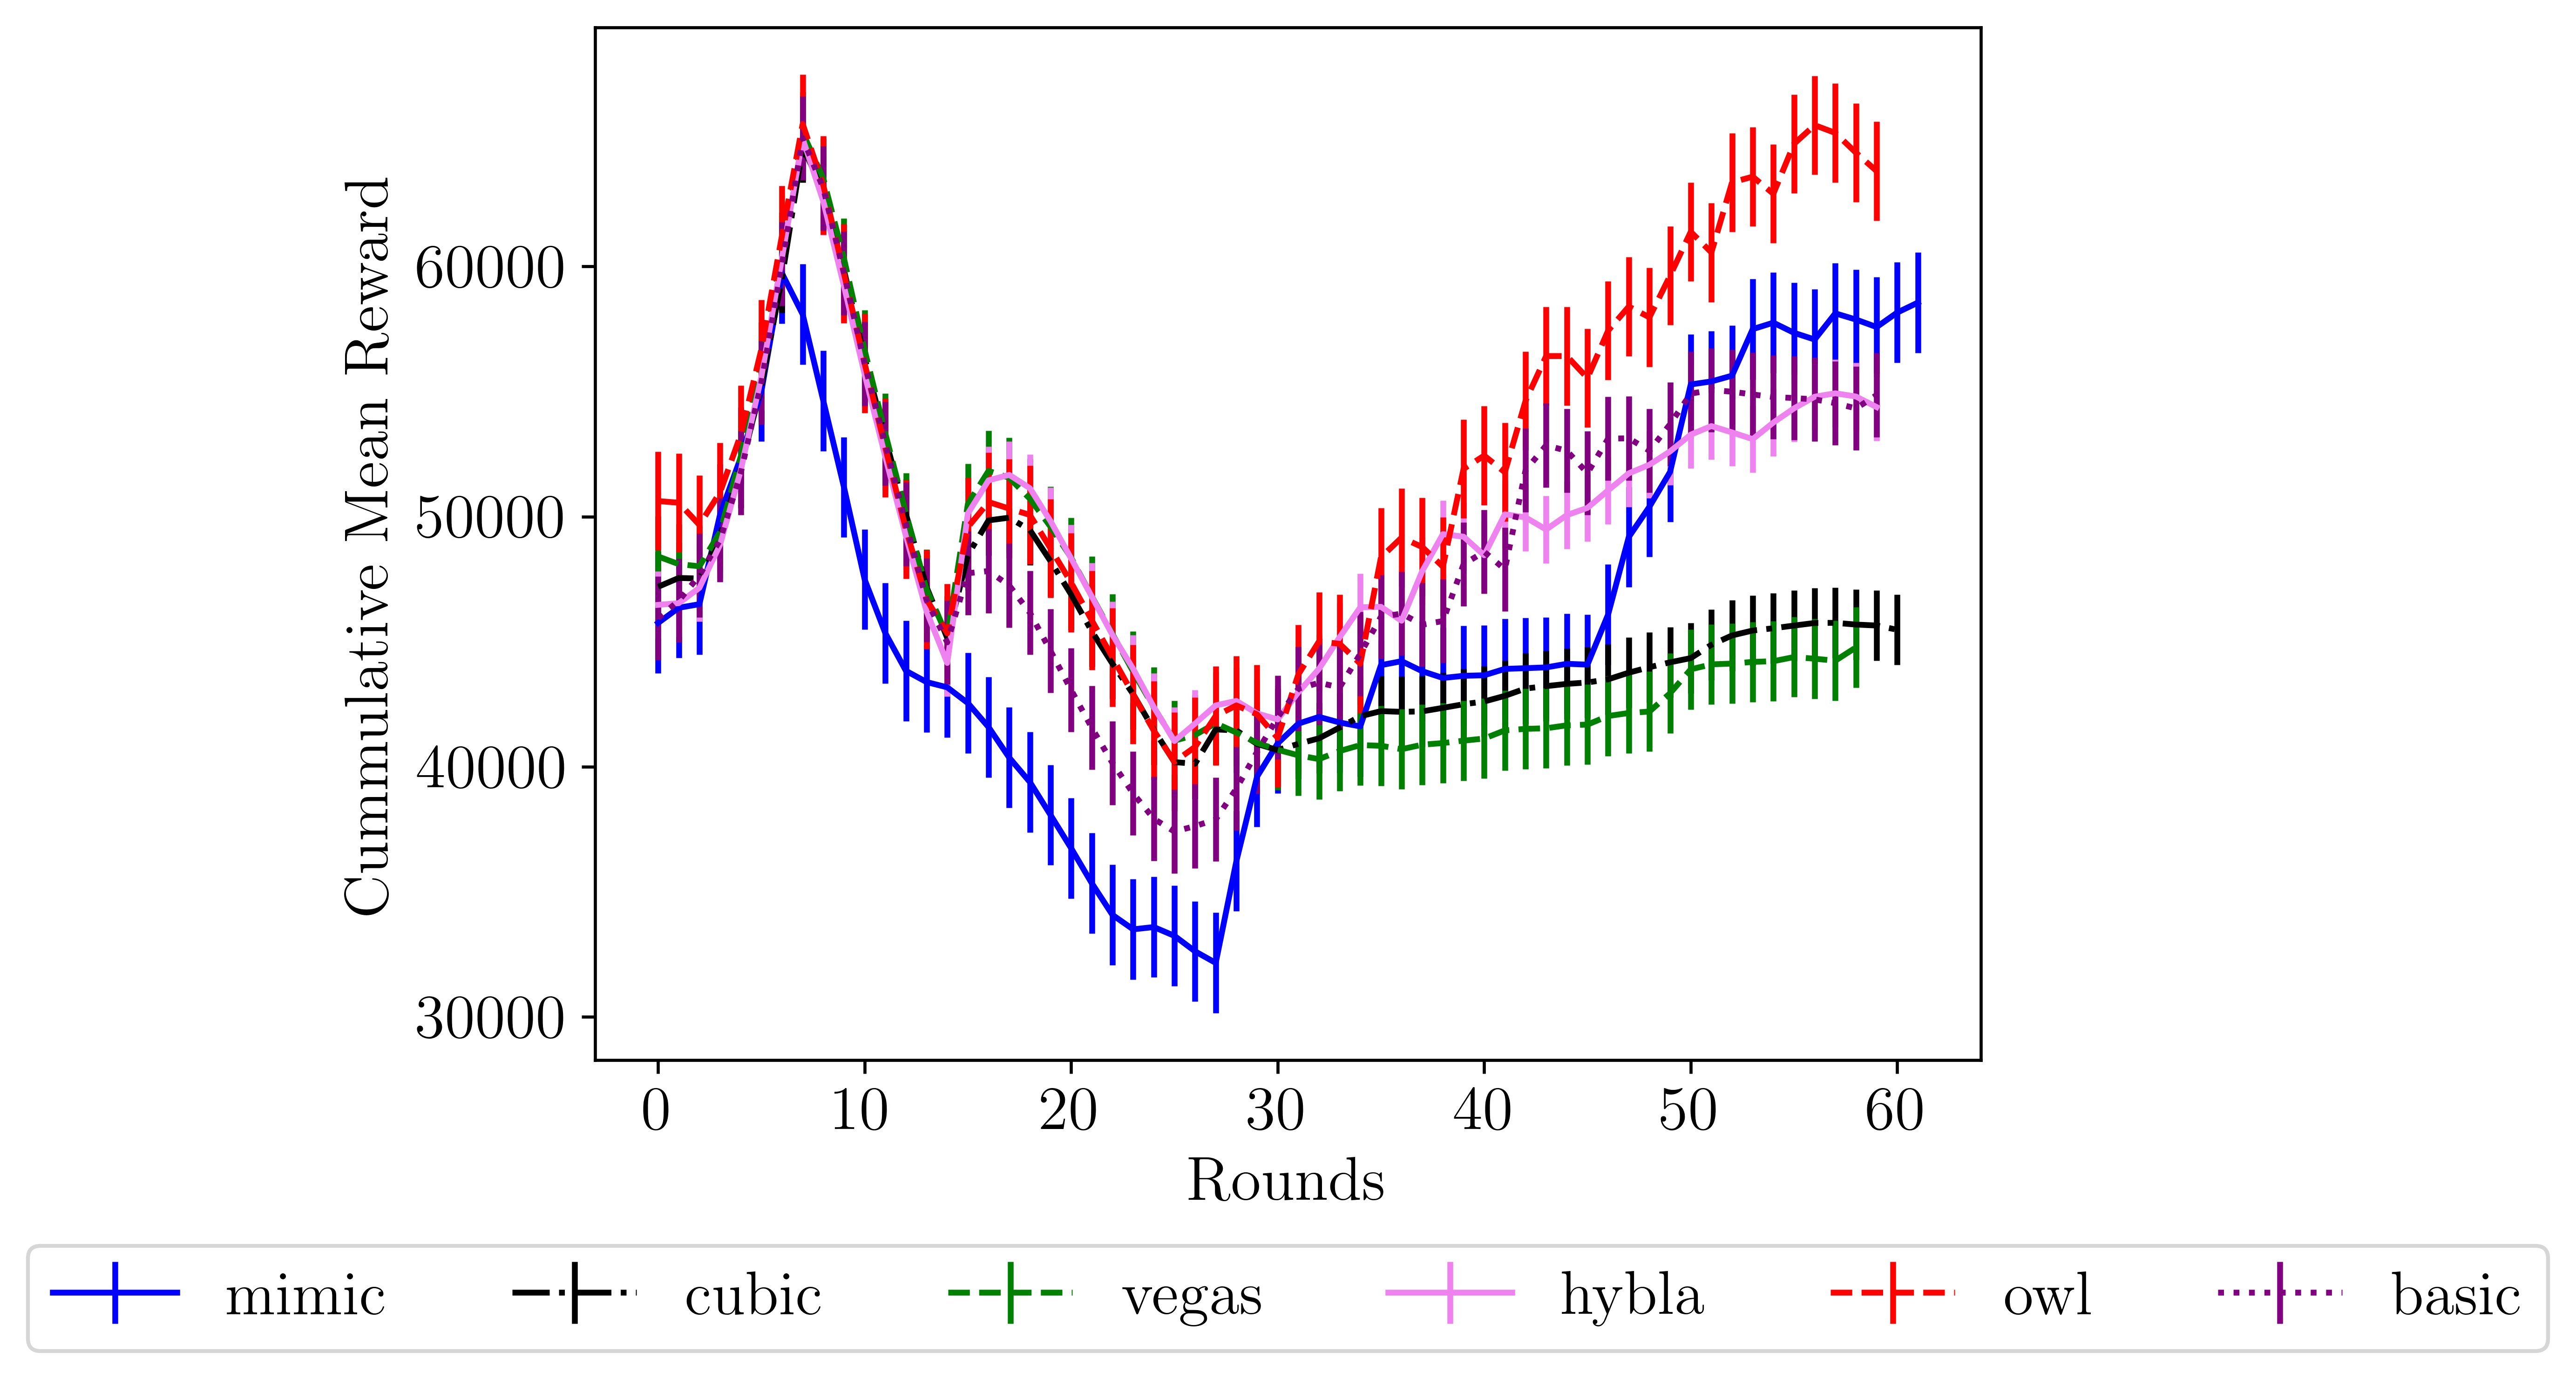 Cummulative Mean Reward
60000
50000
40000
30000
0 10 20 30 40 50 60
Rounds
mimic cubic vegas hybla owl basic